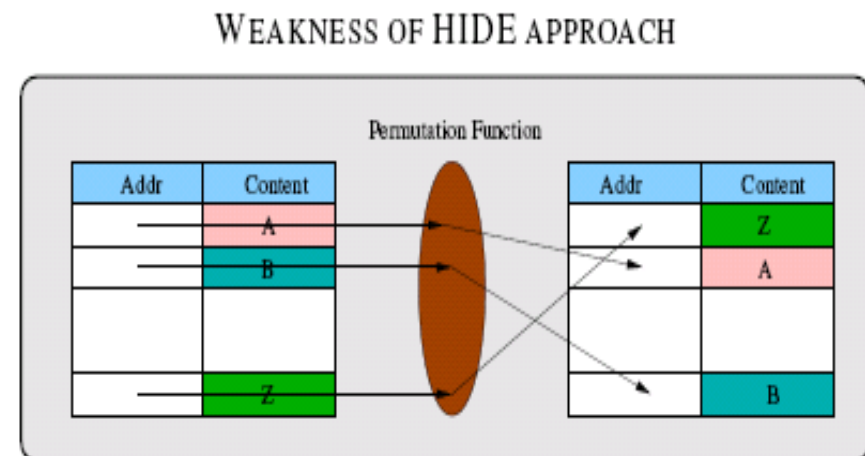 WEAKNESS OF HIDE APPROACH
Permutation Function
Addr Content Addr Content
A Z
B A
Z B